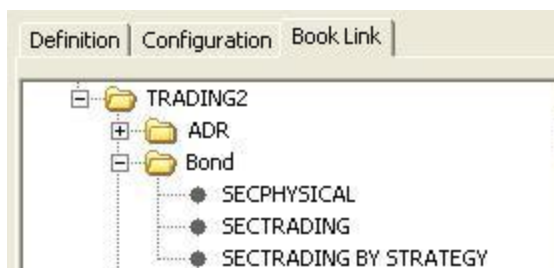 Definition Configuration Book Link
TRADING2
ADR
Bond
SECPHYSICAL
SECTRADING
SECTRADING BY STRATEGY